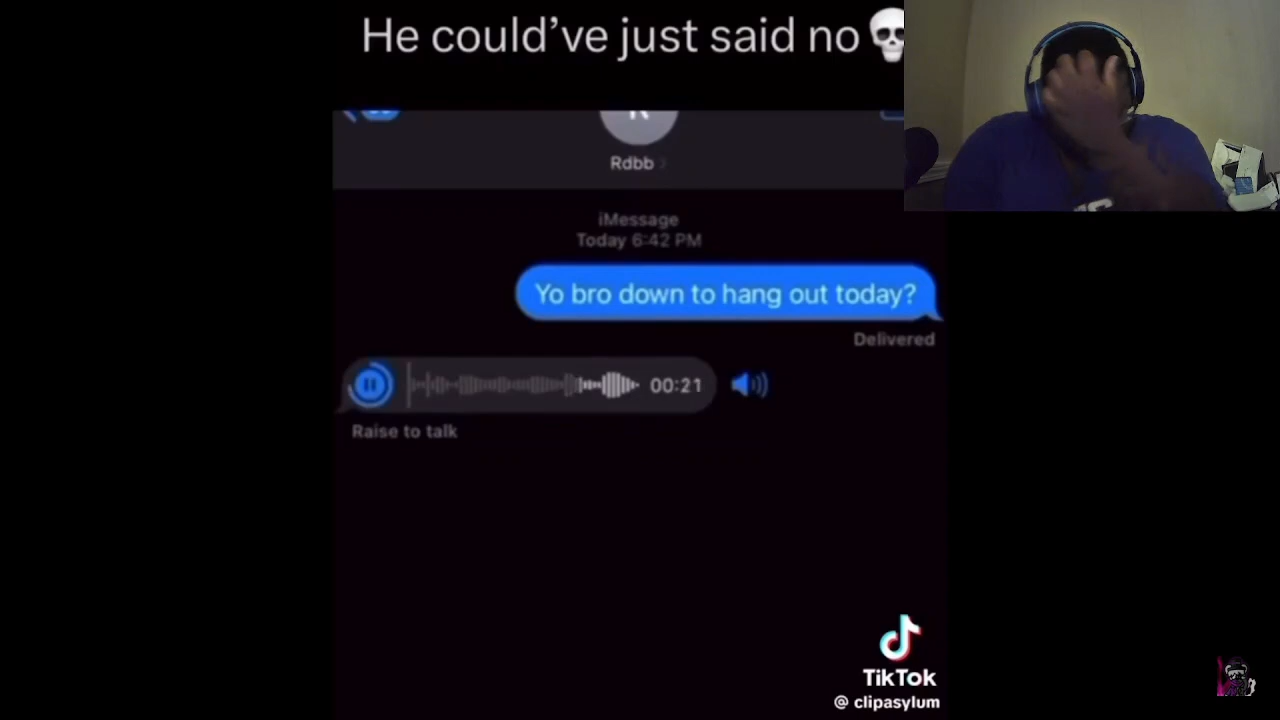 He could’ve just said no💀
Rdbb
iMessage
Today 6:42 PM
Yo bro down to hang out today?
Delivered
00:21
Raise to talk
TikTok
@ clipasylum